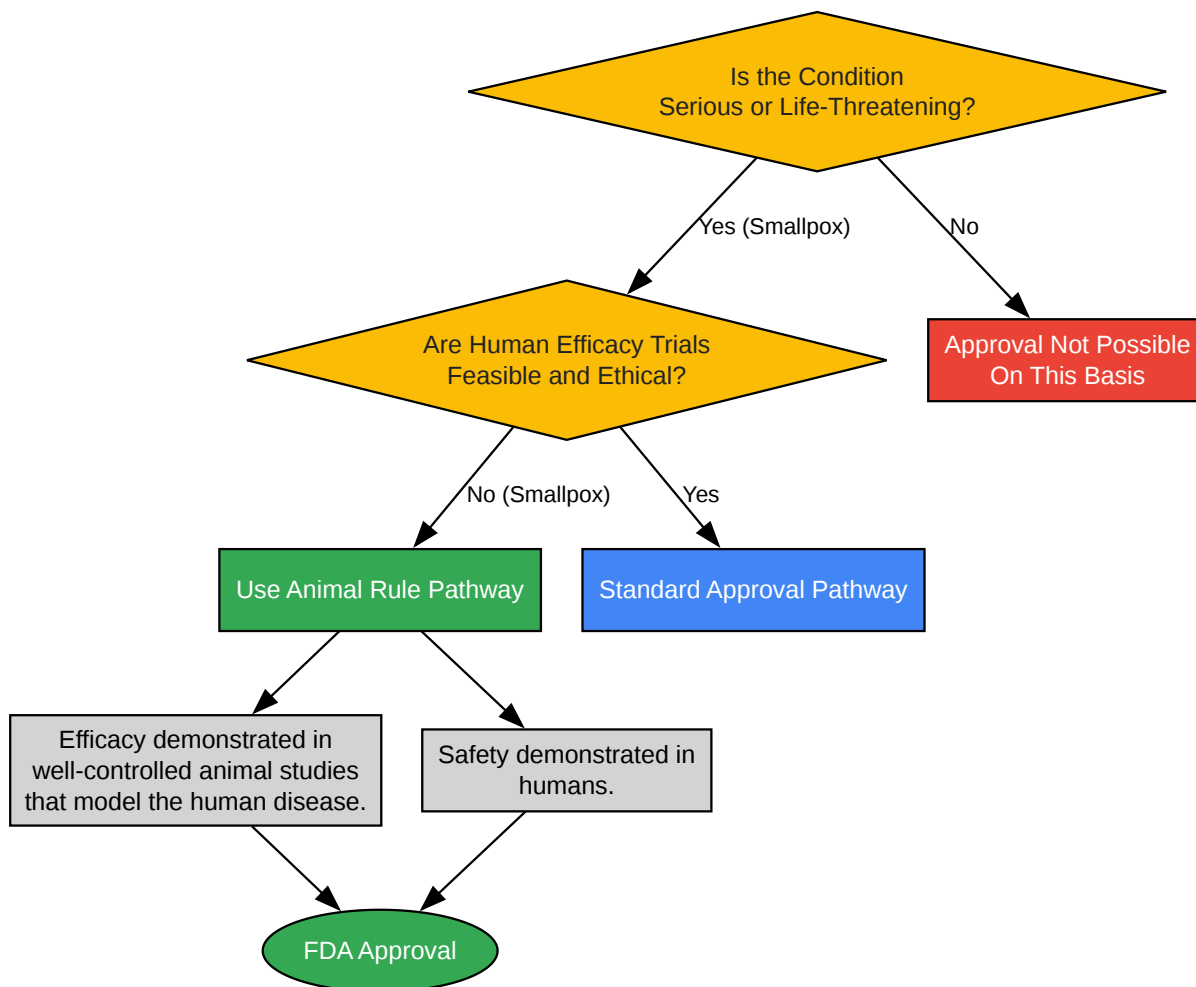 Is the Condition
Serious or Life-Threatening?
Yes (Smallpox)
No
Are Human Efficacy Trials
Feasible and Ethical?
Approval Not Possible
On This Basis
No (Smallpox)
Yes
Use Animal Rule Pathway
Standard Approval Pathway
Efficacy demonstrated in
well-controlled animal studies
that model the human disease.
Safety demonstrated in
humans.
FDA Approval